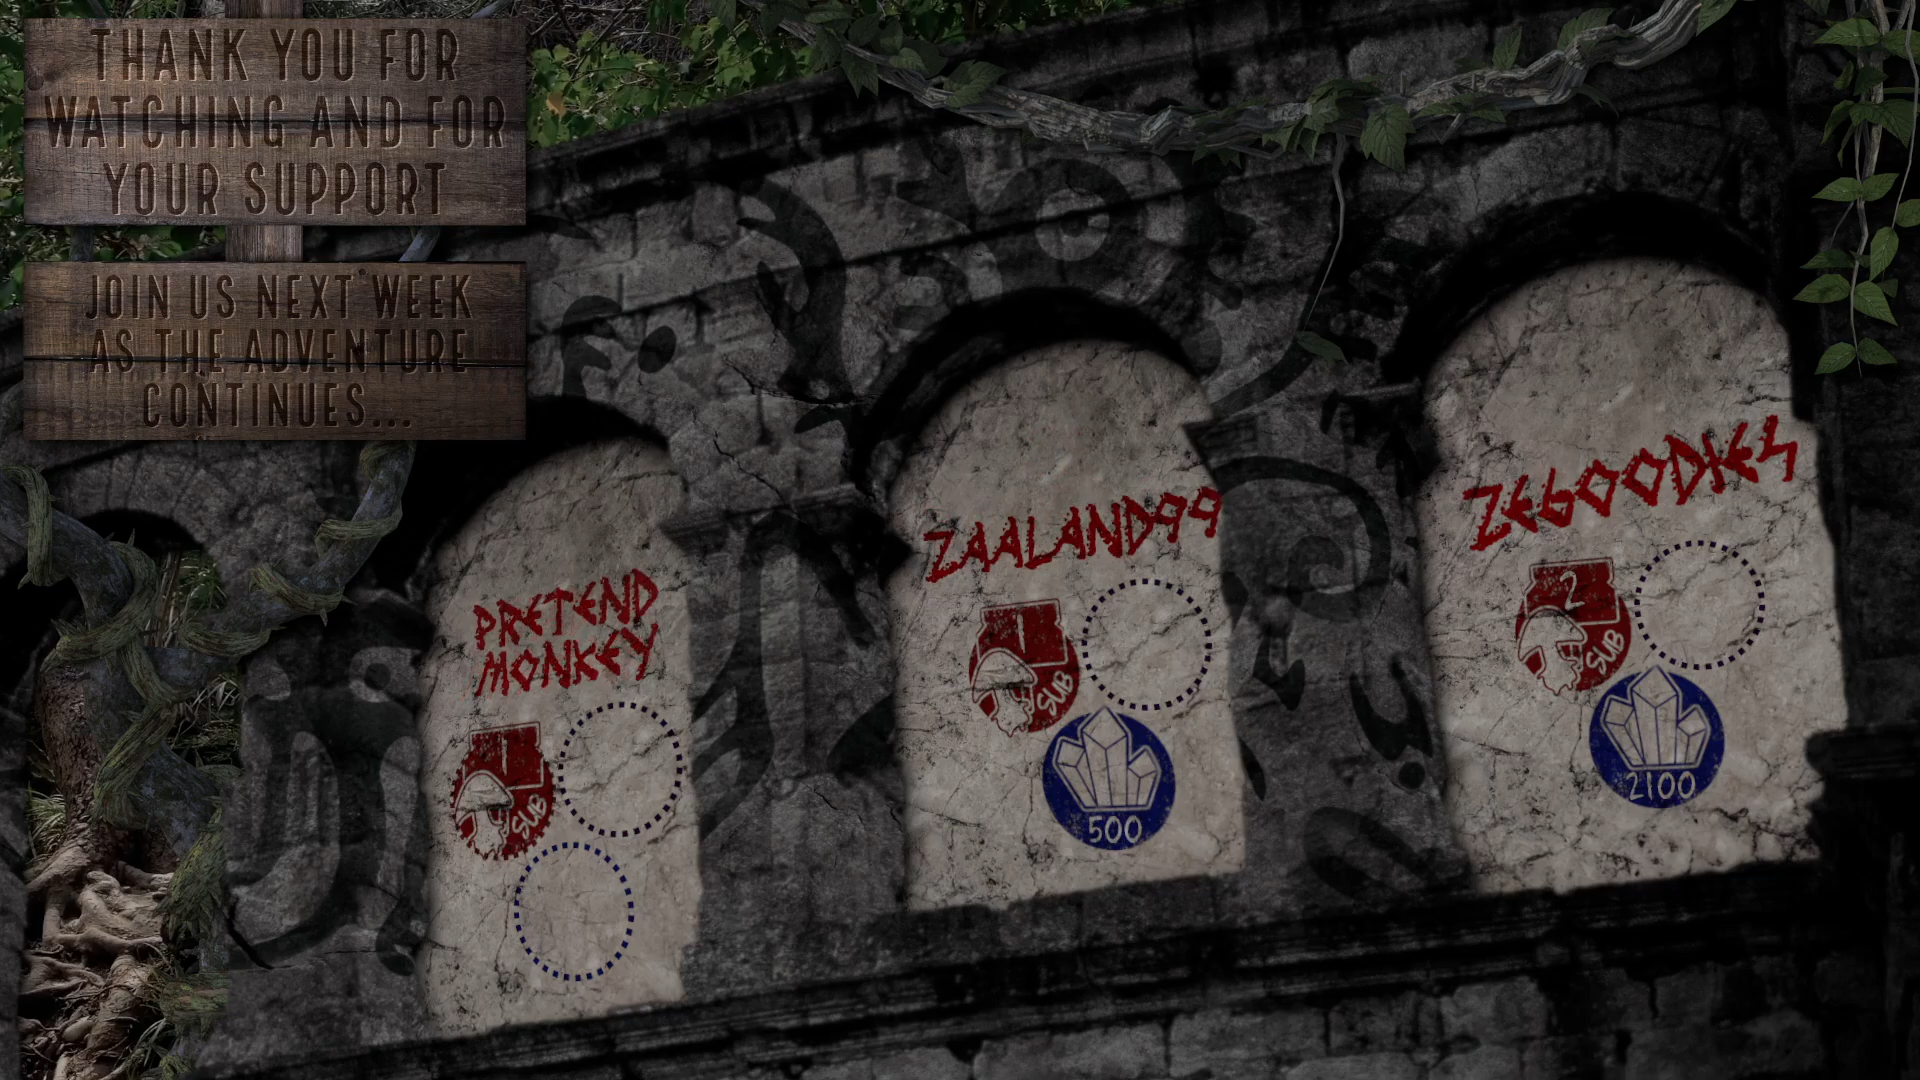 THANK YOU FOR
WATCHING AND FOR
YOUR SUPPORT
JOIN US NEXT WEEK
AS THE ADVENTURE
CONTINUES...
PRETEND
MONKEY
1
SUB
ZAALAND99
1
SUB
500
ZEGOODIES
2
SUB
2100